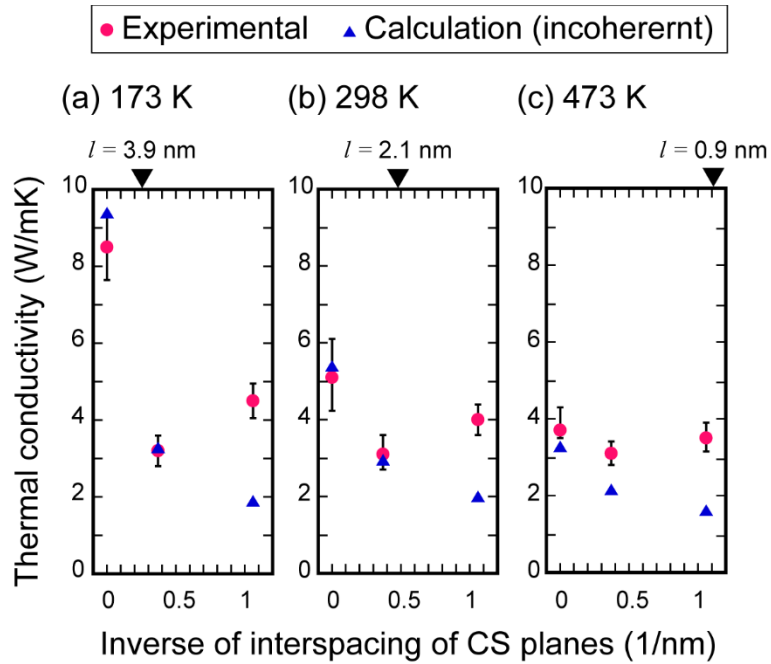 Experimental Calculation (incoherernt)
(a) 173 K (b) 298 K (c) 473 K
l = 3.9 nm l = 2.1 nm l = 0.9 nm
Thermal conductivity (W/mK)
10 10 10
8 8 8
6 6 6
4 4 4
2 2 2
0 0 0
0 0.5 1 0 0.5 1 0 0.5 1
Inverse of interspacing of CS planes (1/nm)